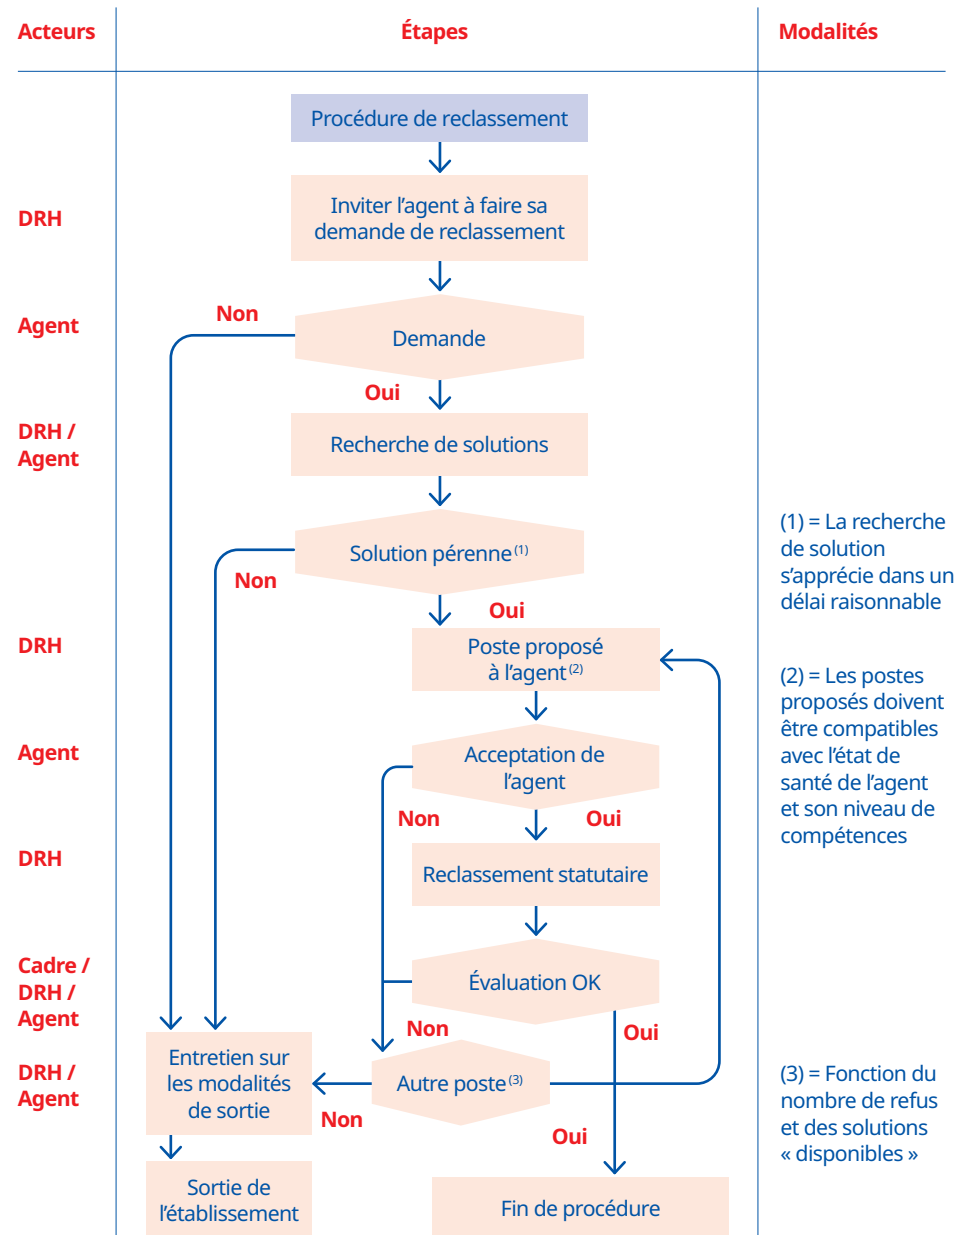 Acteurs
Étapes
Modalités
Procédure de reclassement
DRH
Inviter l’agent à faire sa
demande de reclassement
Agent
Non
Demande
Oui
DRH /
Agent
Recherche de solutions
Solution pérenne (1)
Non
Oui
(1) = La recherche
de solution
s’apprécie dans un
délai raisonnable
DRH
Poste proposé
à l’agent (2)
(2) = Les postes
proposés doivent
être compatibles
avec l’état de
santé de l’agent
et son niveau de
compétences
Agent
Acceptation de
l’agent
Non
Oui
DRH
Reclassement statutaire
Cadre /
DRH /
Agent
Évaluation OK
Non
Oui
DRH /
Agent
Entretien sur
les modalités
de sortie
Autre poste (3)
Non
Oui
(3) = Fonction du
nombre de refus
et des solutions
« disponibles »
Sortie de
l’établissement
Fin de procédure